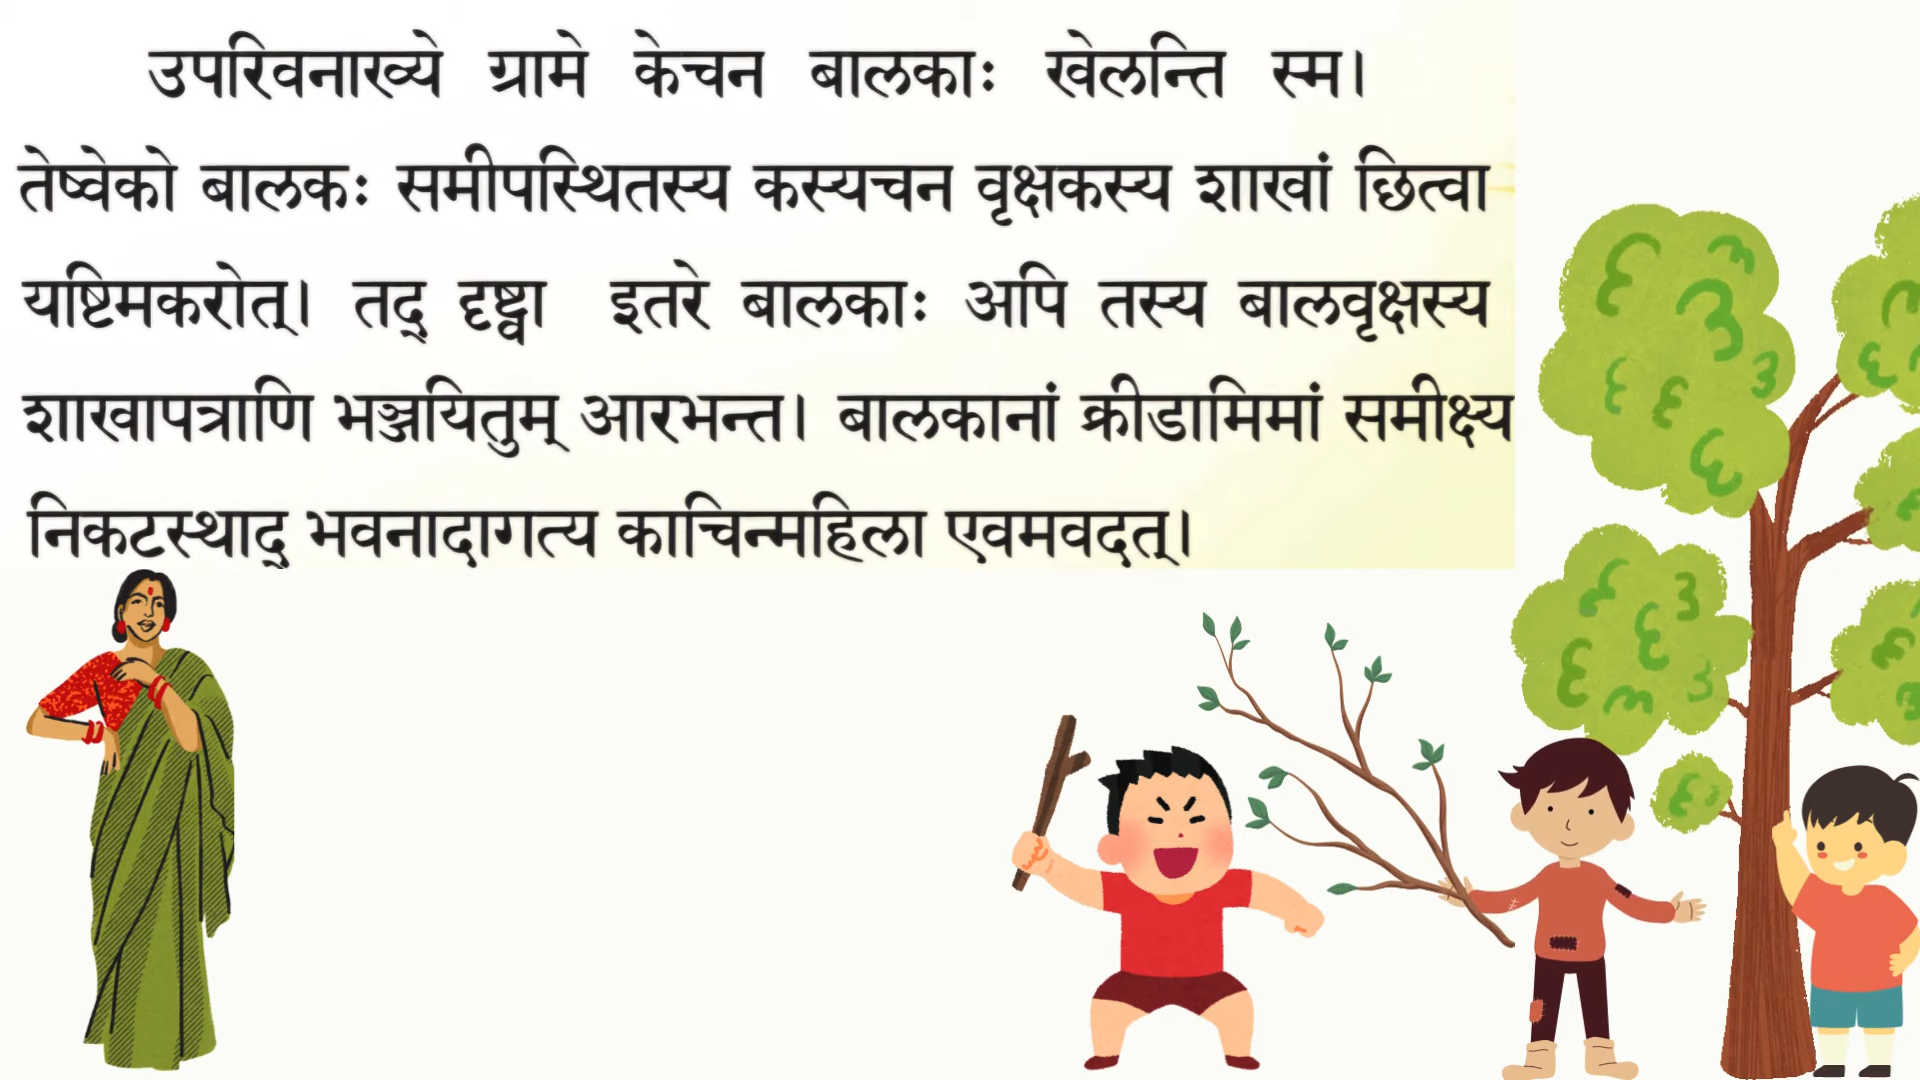 उपरिवनाख्ये ग्रामे केचन बालकाः खेलन्ति स्म।
तेष्वेको बालकः समीपस्थितस्य कस्यचन वृक्षकस्य शाखां छित्वा
यष्टिमकरोत्। तद् दृष्ट्वा इतरे बालकाः अपि तस्य बालवृक्षस्य
शाखापत्राणि भञ्जयितुम् आरभन्त। बालकानां क्रीडामिमां समीक्ष्य
निकटस्थाद् भवनादागत्य काचिन्महिला एवमवदत्।